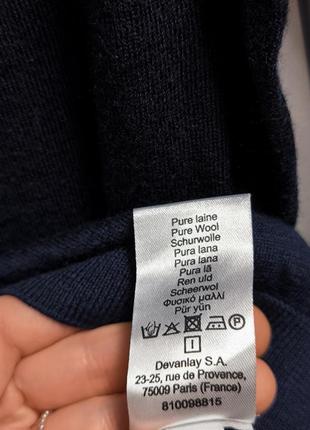 Pure laine
Pure Wool
Schurwolle
Pura lana
Pura lana
Pura lã
Ren uld
Scheerwol
Φυσικό μαλλί
Pür yün
P
I
Devanlay S.A.
23-25, rue de Provence,
75009 Paris (France)
810098815